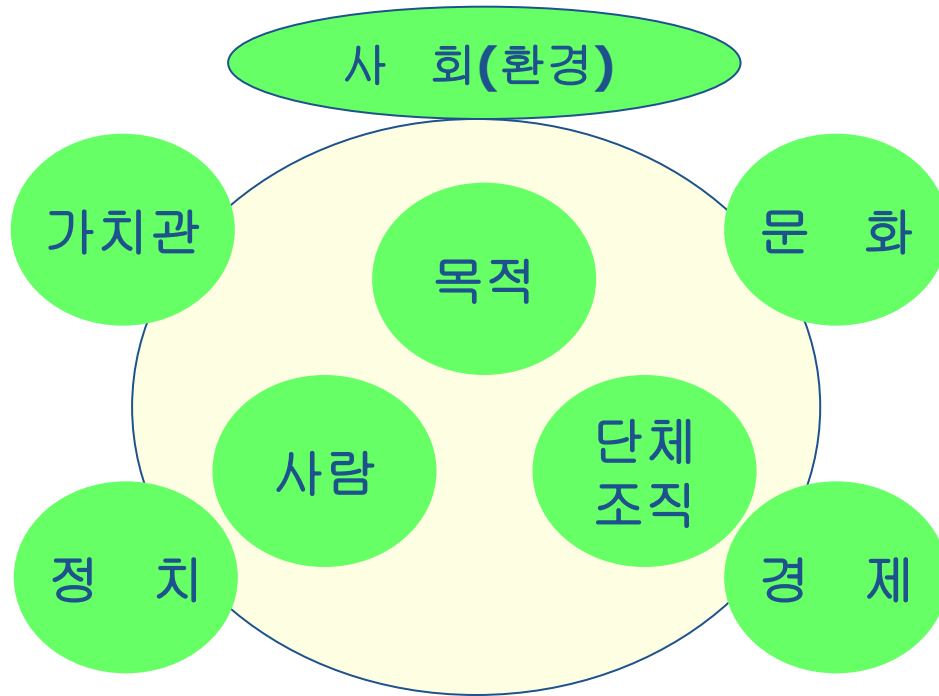 사 회(환경)
가치관
문 화
목적
사람
단체
조직
정 치
경 제